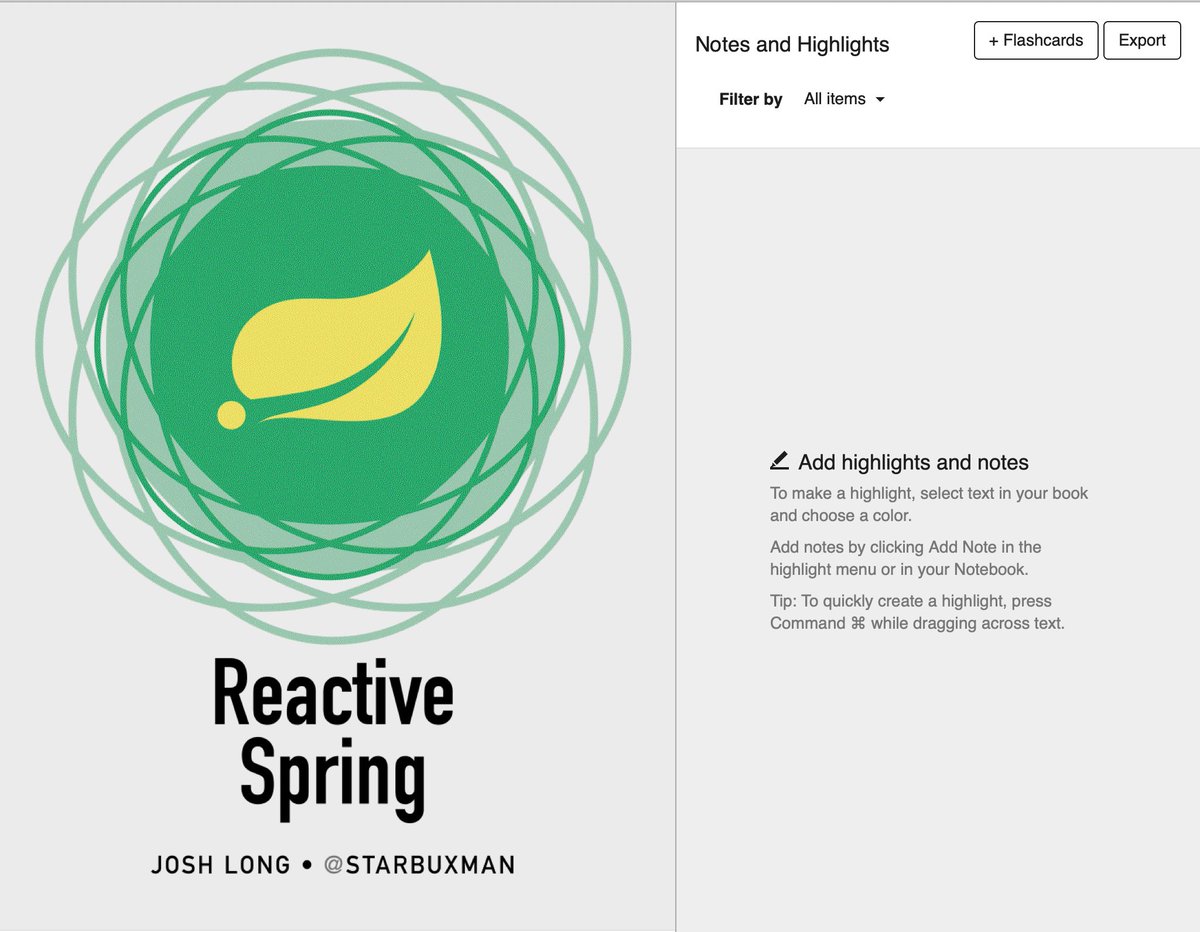 Reactive
Spring
JOSH LONG • @STARBUXMAN
Notes and Highlights
+ Flashcards
Export
Filter by All items
Add highlights and notes
To make a highlight, select text in your book
and choose a color.
Add notes by clicking Add Note in the
highlight menu or in your Notebook.
Tip: To quickly create a highlight, press
Command ⌘ while dragging across text.